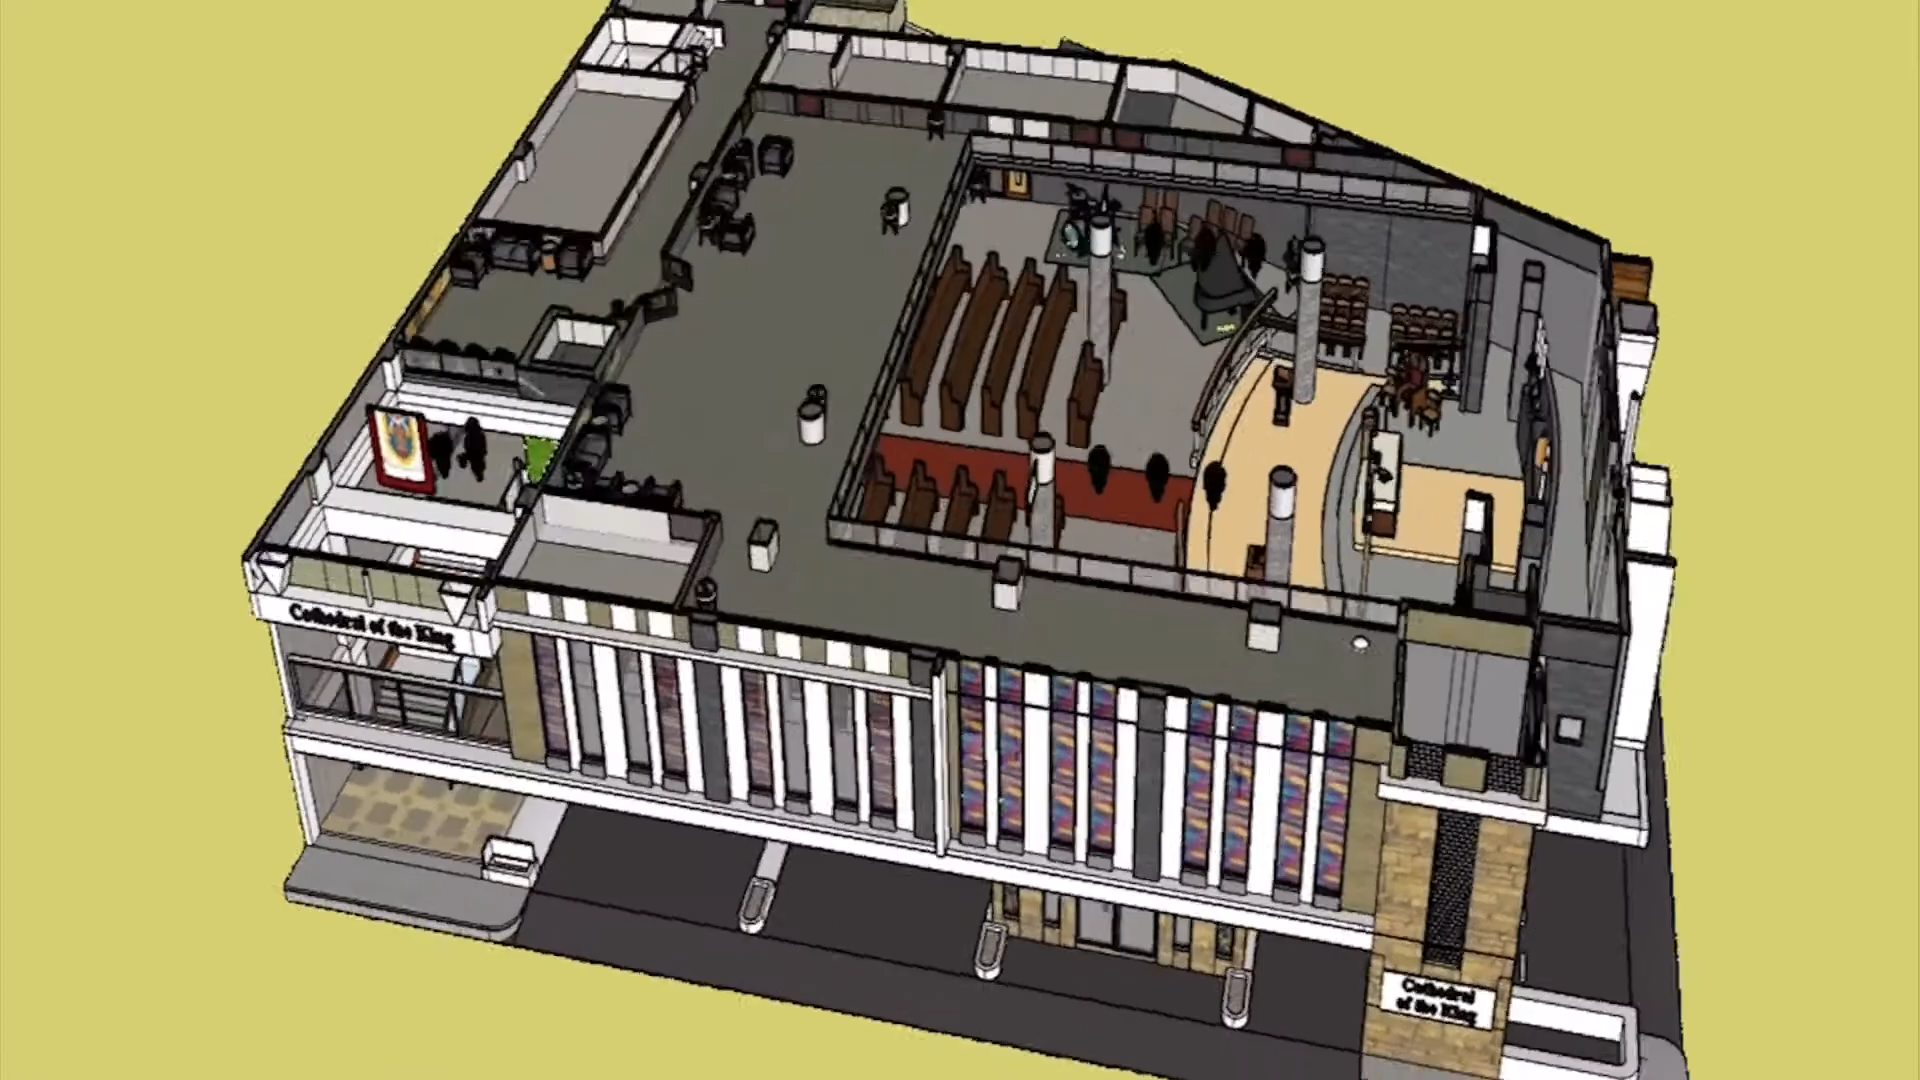 Cathedral of the King
Cathedral
of the King